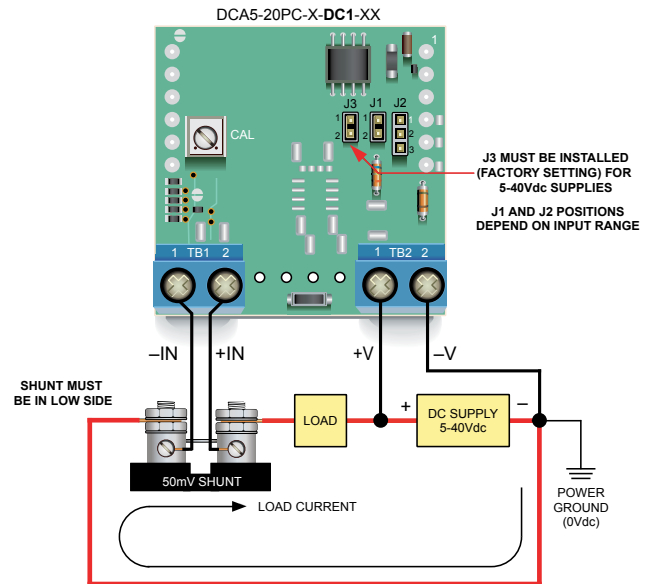 DCA5-20PC-X-DC1-XX
1
J3 J1 J2
1 1 1
2 2 2
3
CAL
J3 MUST BE INSTALLED
(FACTORY SETTING) FOR
5-40Vdc SUPPLIES
J1 AND J2 POSITIONS
DEPEND ON INPUT RANGE
1 TB1 2
1 TB2 2
–IN +IN
+V –V
SHUNT MUST
BE IN LOW SIDE
LOAD
+
DC SUPPLY
5-40Vdc
–
50mV SHUNT
LOAD CURRENT
POWER
GROUND
(0Vdc)